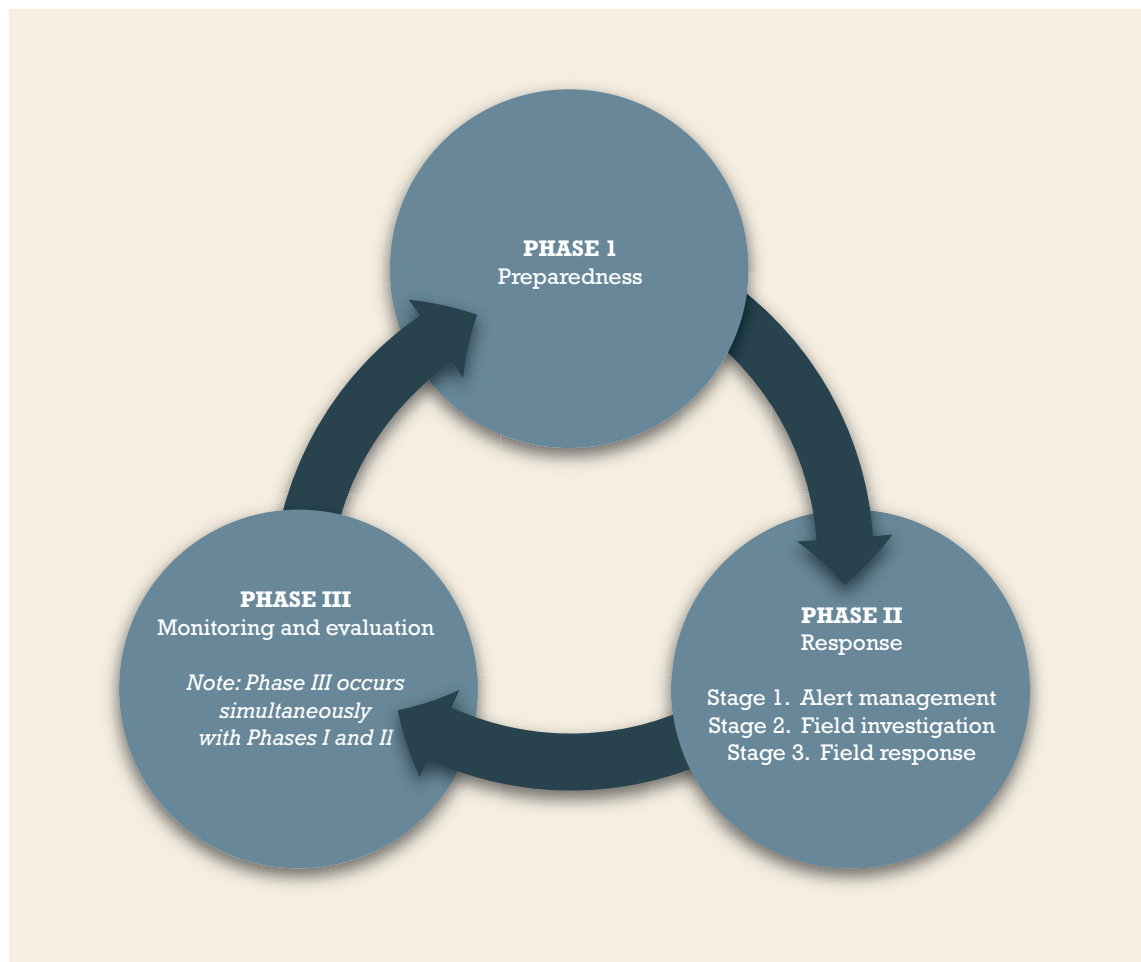 PHASE 1
Preparedness
PHASE II
Response
Stage 1. Alert management
Stage 2. Field investigation
Stage 3. Field response
PHASE III
Monitoring and evaluation
Note: Phase III occurs
simultaneously
with Phases I and II